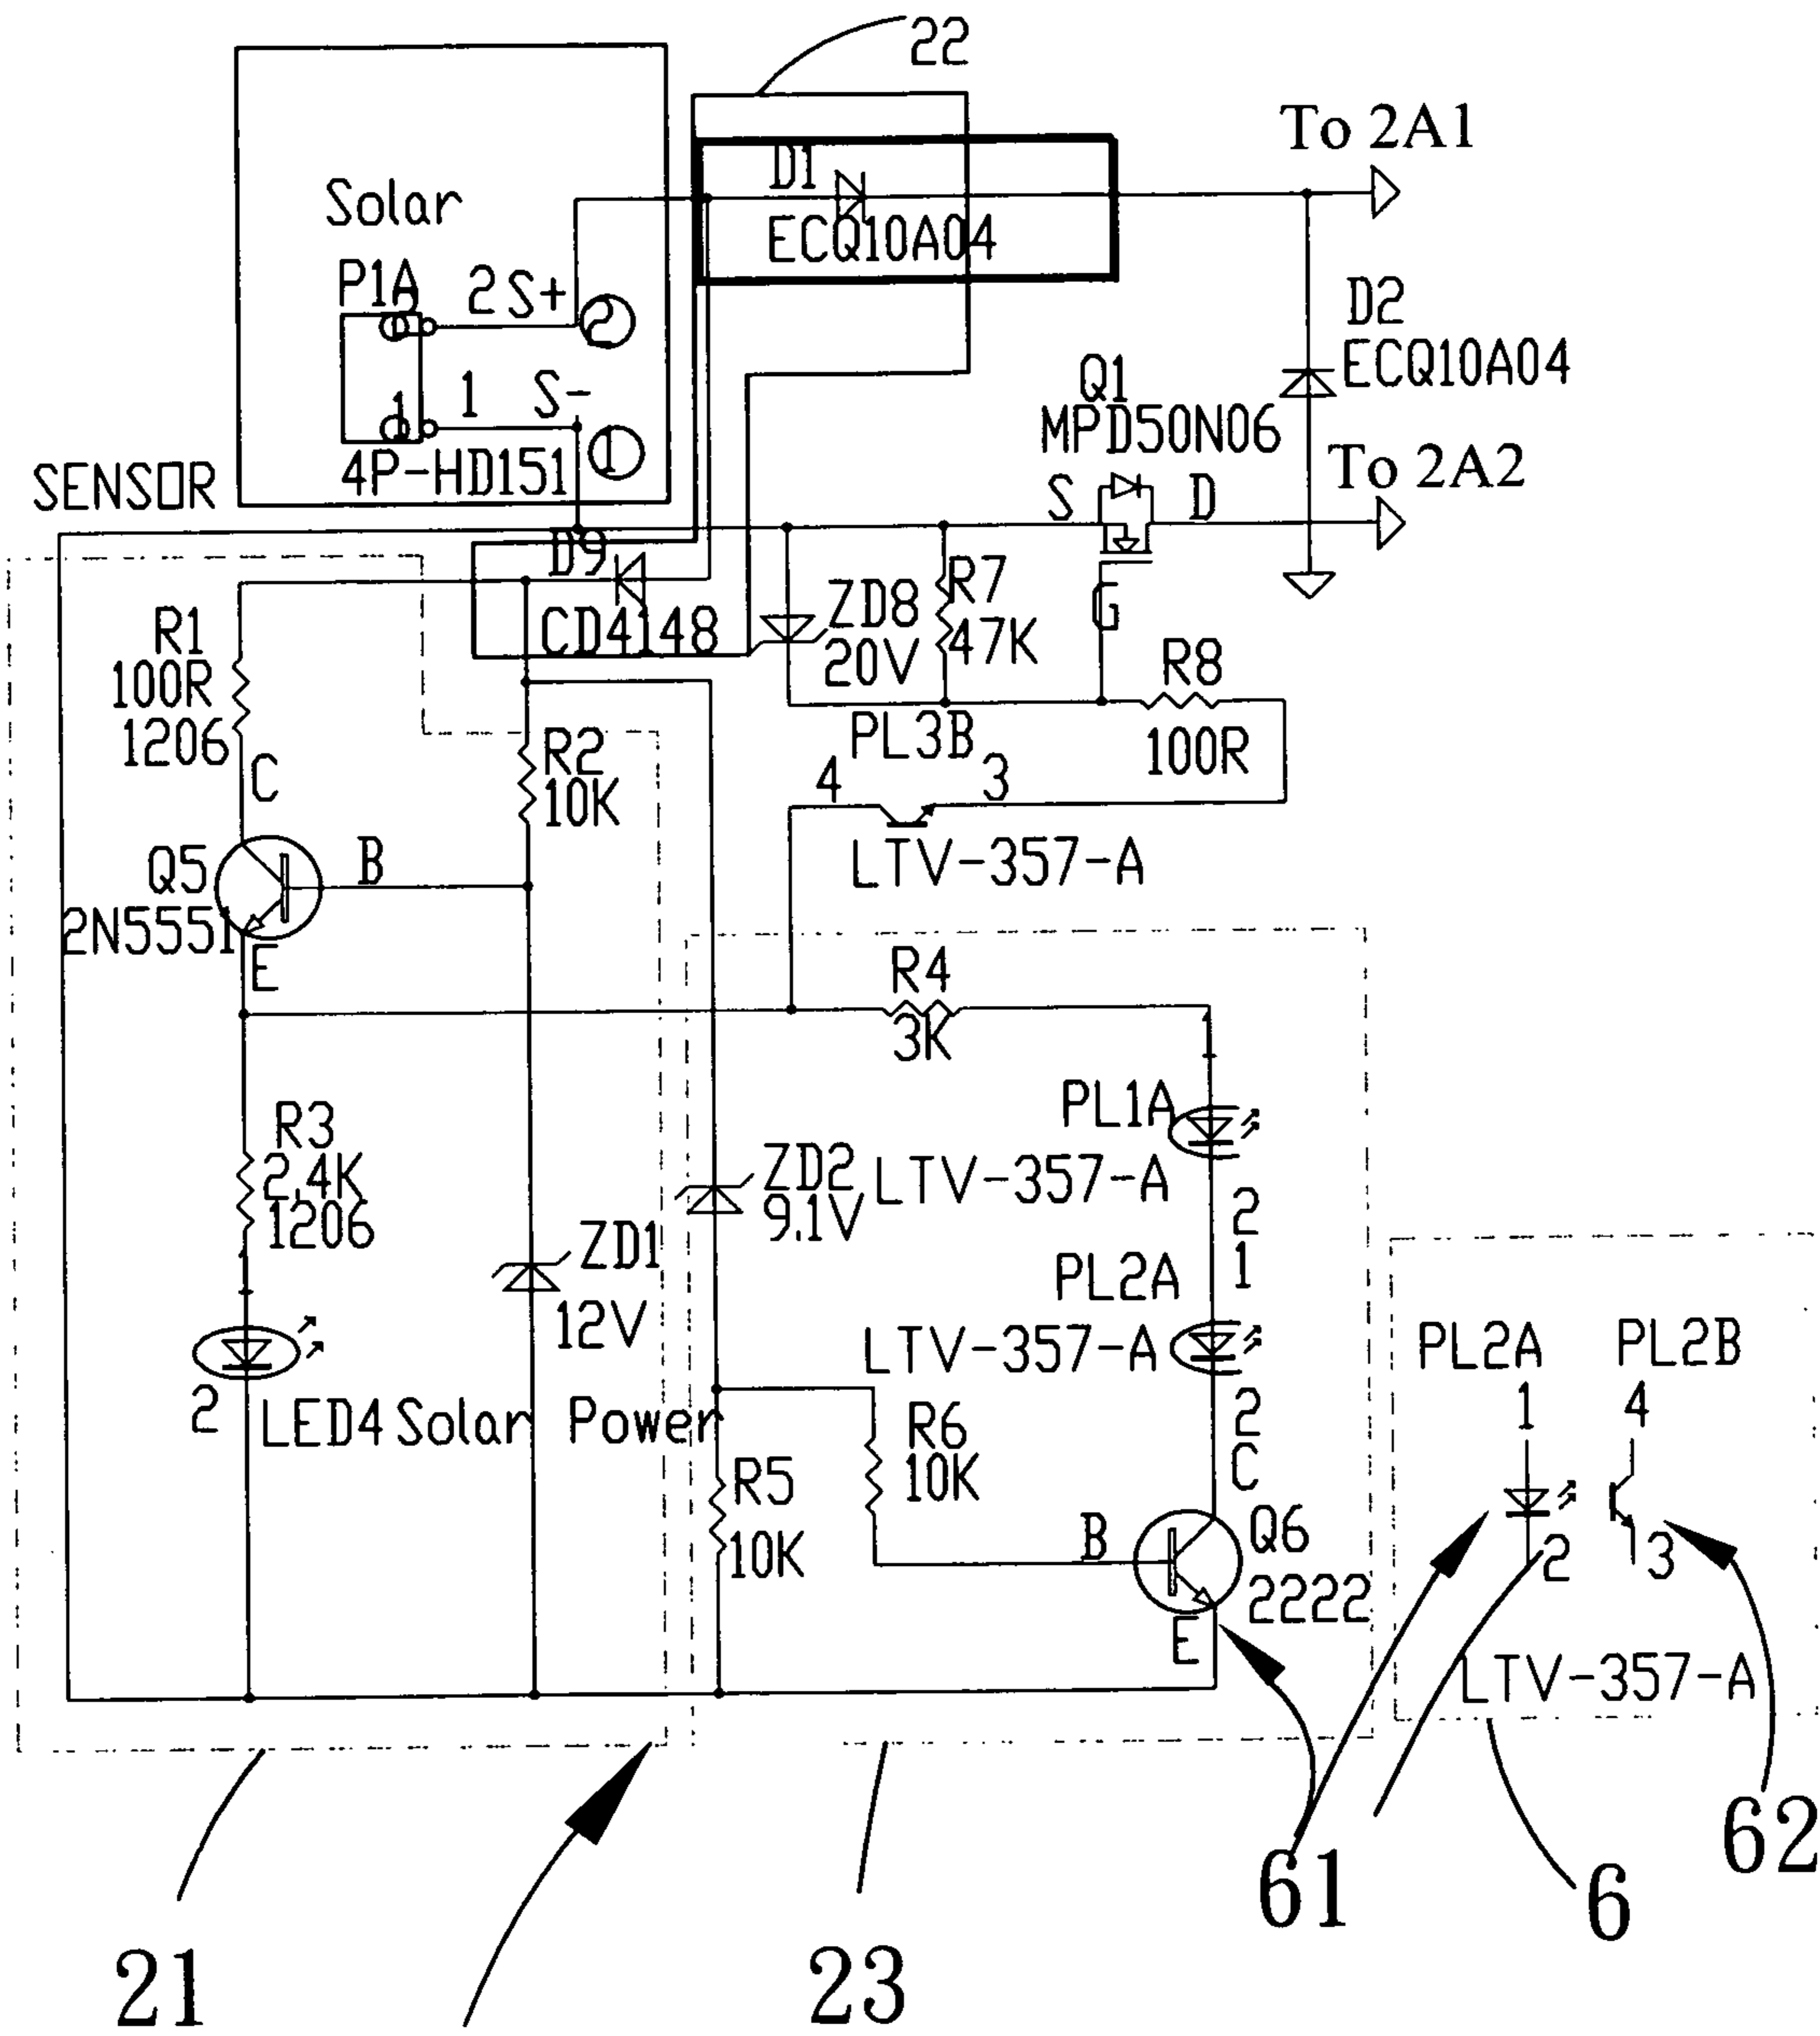 22
To 2A1
D1
Solar
ECQ10A04
P1A
2 S+
2
D2
ECQ10A04
1 S-
1
1
Q1
MPD50N06
4P-HD151
To 2A2
SENSOR
S D
D9
G
R1
100R
1206
CD4148
ZD8
20V
R7
47K
R8
100R
C
R2
10K
PL3B
4 3
LTV-357-A
Q5
B
2N5551
E
R4
3K
PL1A
LTV-357-A
R3
2.4K
1206
ZD2
9.1V
2
1
ZD1
12V
PL2A
LTV-357-A
1
2
LED4 Solar Power
2
C
PL2A
1
PL2B
4
R6
10K
R5
10K
B
Q6
2222
E
2
3
LTV-357-A
61
62
6
21
23